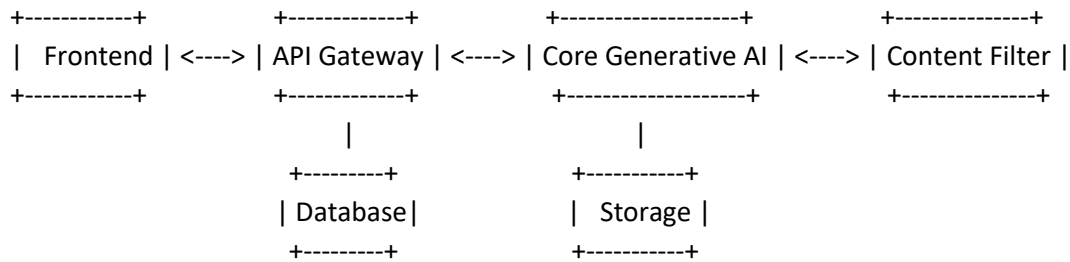 +------------+ +-------------+ +--------------------+ +---------------+
| Frontend | <----> | API Gateway | <----> | Core Generative AI | <----> | Content Filter |
+------------+ +-------------+ +--------------------+ +---------------+
| |
+---------+ +-----------+
| Database| | Storage |
+---------+ +-----------+